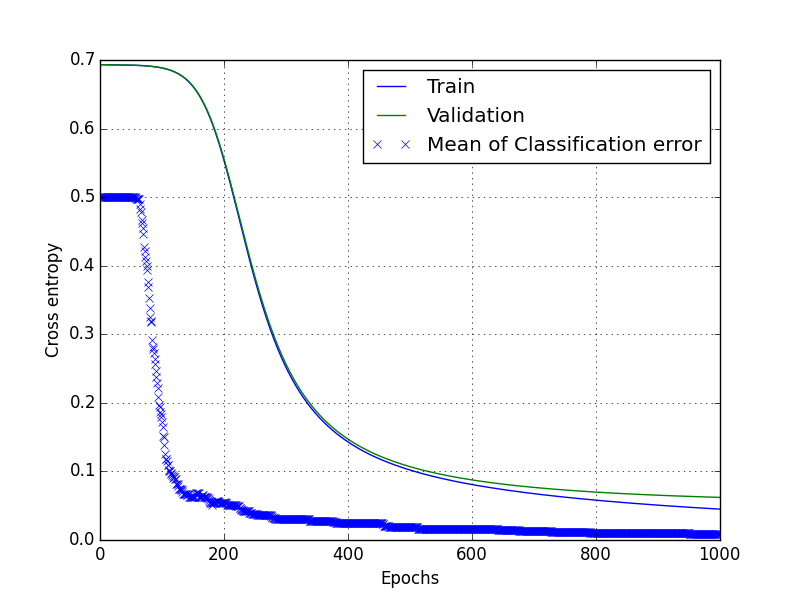 0.7
0.6
0.5
0.4
0.3
0.2
0.1
0.0
Cross entropy
Train
Validation
Mean of Classification error
0 200 400 600 800 1000
Epochs